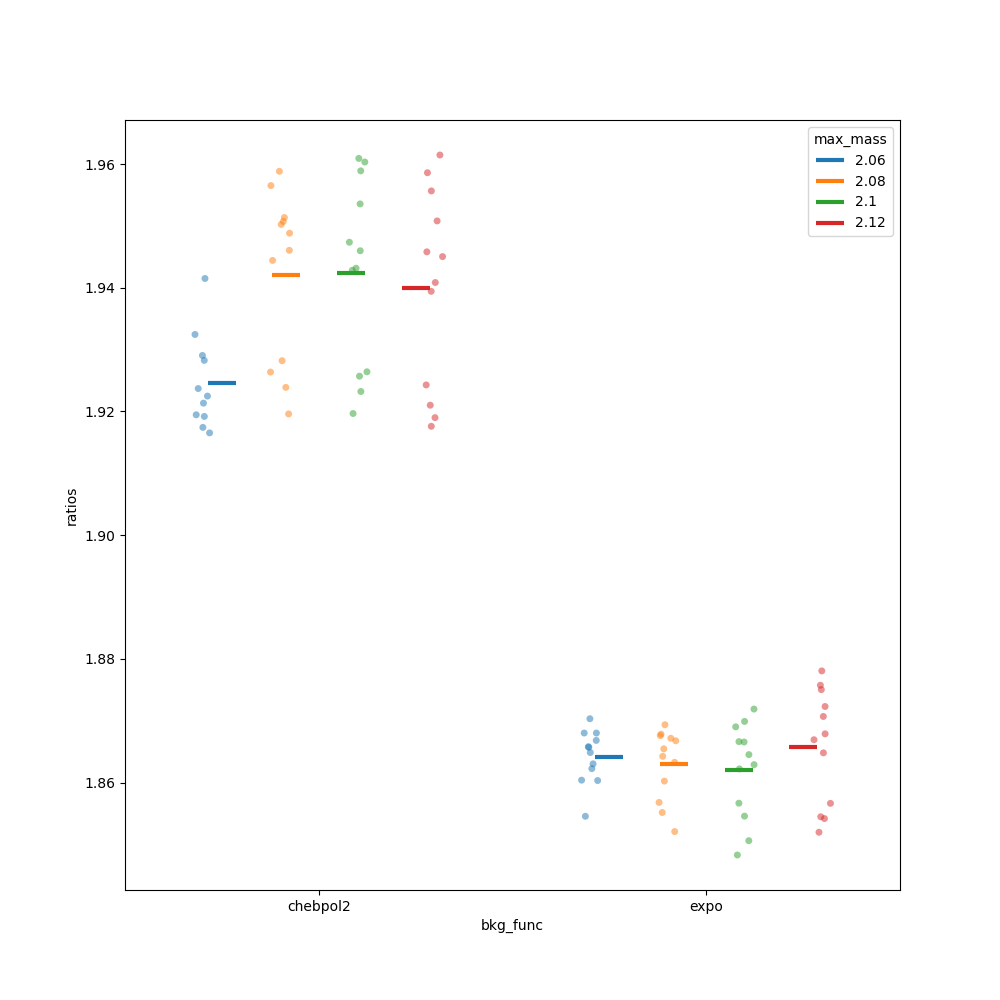 max_mass
2.06
2.08
2.1
2.12
1.96
1.94
1.92
1.90
1.88
1.86
ratios
chebpol2
expo
bkg_func